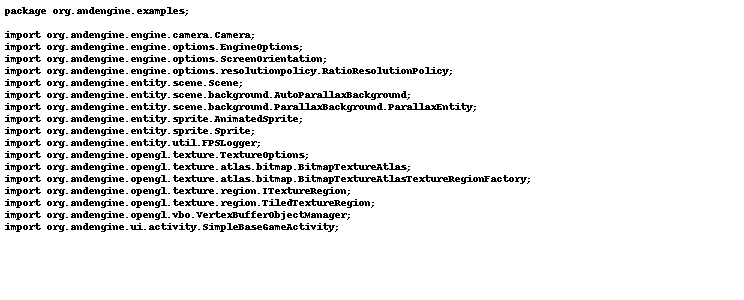 package org.andengine.examples;

import org.andengine.engine.camera.Camera;
import org.andengine.engine.options.EngineOptions;
import org.andengine.engine.options.ScreenOrientation;
import org.andengine.engine.options.resolutionpolicy.RatioResolutionPolicy;
import org.andengine.entity.scene.Scene;
import org.andengine.entity.scene.background.AutoParallaxBackground;
import org.andengine.entity.scene.background.ParallaxBackground.ParallaxEntity;
import org.andengine.entity.sprite.AnimatedSprite;
import org.andengine.entity.sprite.Sprite;
import org.andengine.entity.util.FPSLogger;
import org.andengine.opengl.texture.TextureOptions;
import org.andengine.opengl.texture.atlas.bitmap.BitmapTextureAtlas;
import org.andengine.opengl.texture.atlas.bitmap.BitmapTextureAtlasTextureRegionFactory;
import org.andengine.opengl.texture.region.ITextureRegion;
import org.andengine.opengl.texture.region.TiledTextureRegion;
import org.andengine.opengl.vbo.VertexBufferObjectManager;
import org.andengine.ui.activity.SimpleBaseGameActivity;